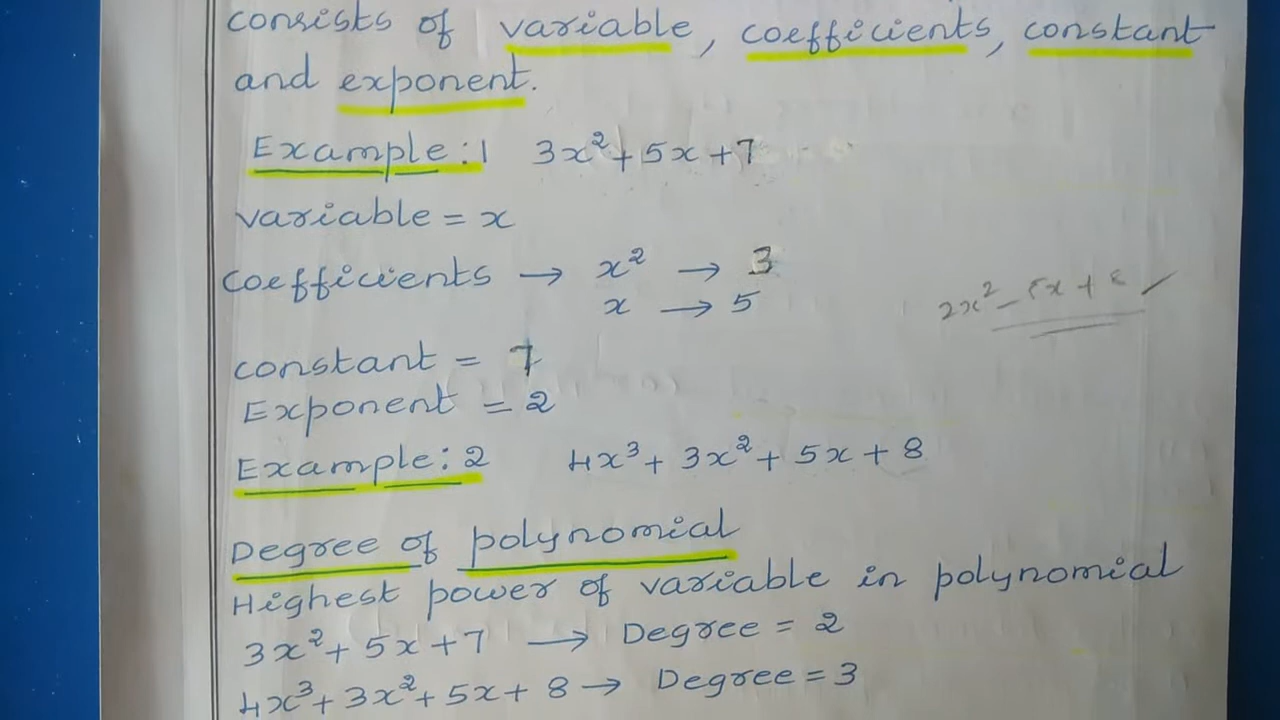 consists of variable, coefficients, constant
and exponent.
Example:1 3x²+5x+7
variable = x
coefficients → x² → 3
x → 5
2x² –
constant = 7
Exponent = 2
Example:2 4x³+ 3x²+ 5x + 8
Degree of polynomial
Highest power of variable in polynomial
3x²+ 5x+7 → Degree = 2
4x³+3x²+5x+ 8 → Degree = 3